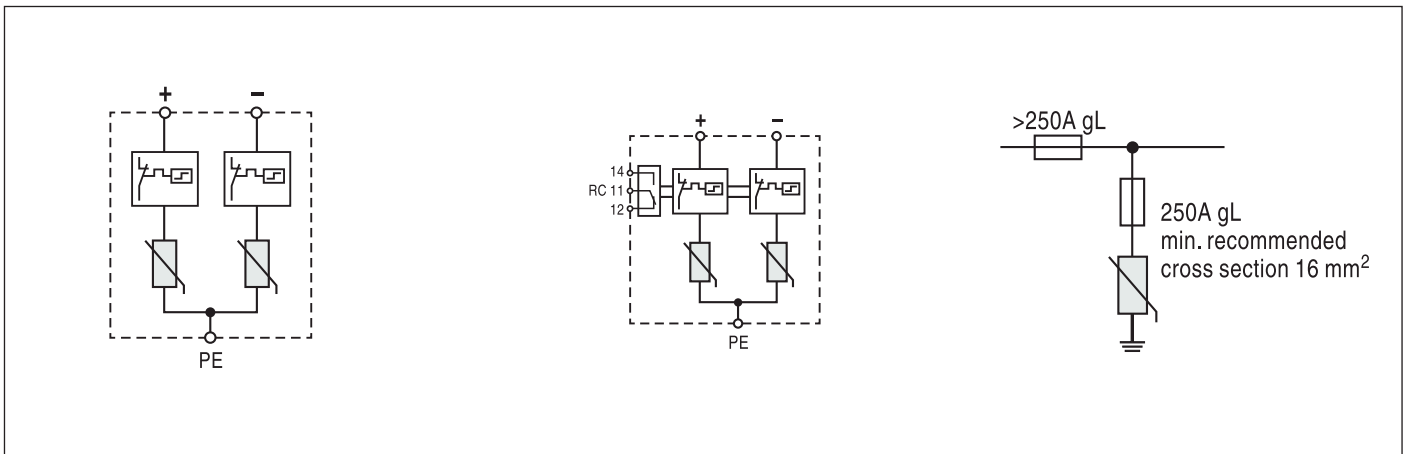 + −
PE
+ −
14
RC 11
12
PE
>250A gL
250A gL
min. recommended
cross section 16 mm²